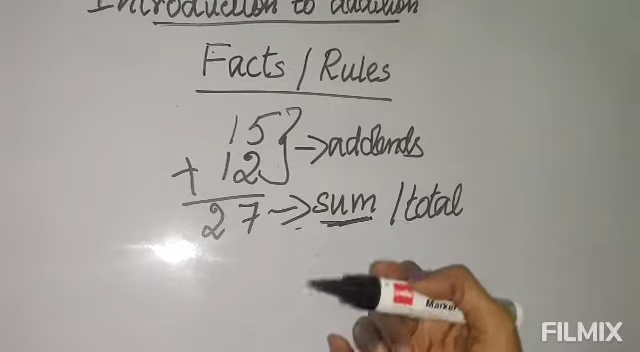 Introduction to addition
Facts / Rules
15
+ 12 } → addends
27 → sum / total
Marker
FILMIX